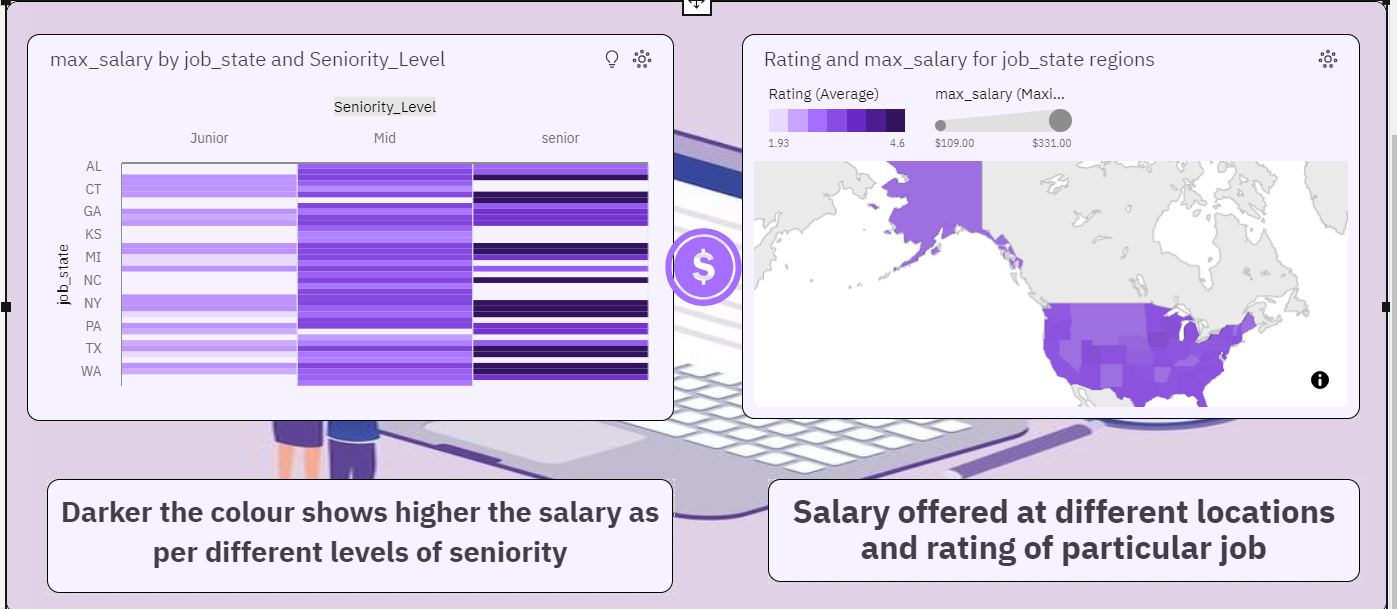 max_salary by job_state and Seniority_Level
Seniority_Level
Junior Mid senior
job_state
AL
CT
GA
KS
MI
NC
NY
PA
TX
WA
$
Rating and max_salary for job_state regions
Rating (Average) max_salary (Maxi...
1.93 4.6 $109.00 $331.00
Darker the colour shows higher the salary as
per different levels of seniority
Salary offered at different locations
and rating of particular job